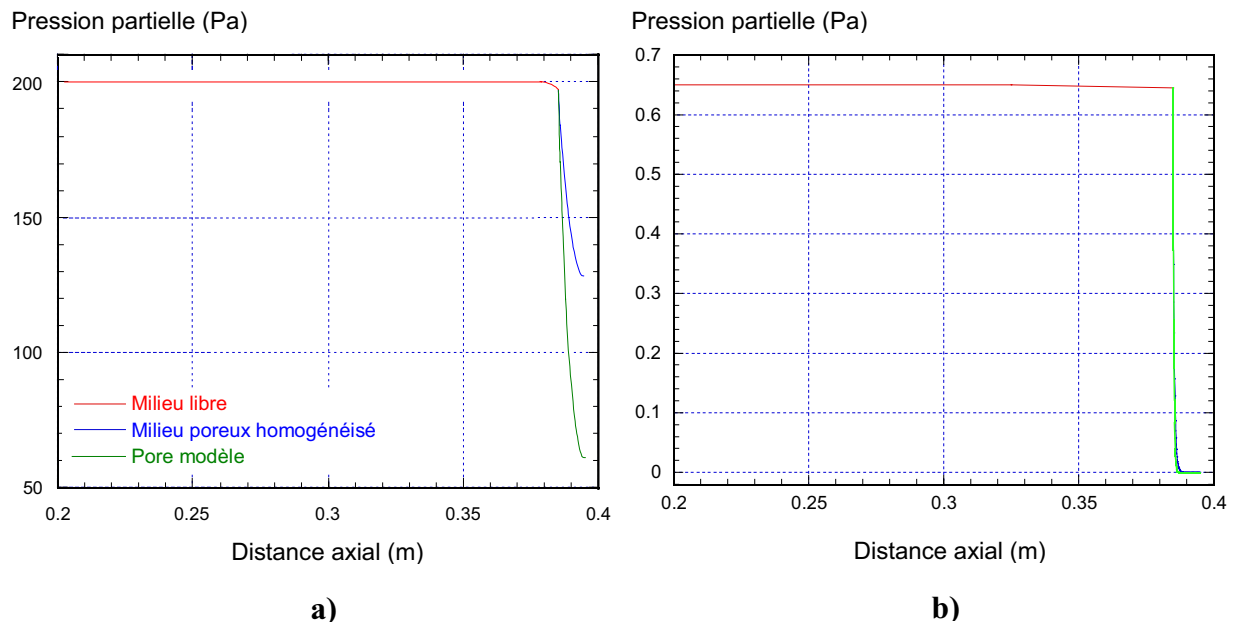 Pression partielle (Pa)
Pression partielle (Pa)
200
150
100
50
Milieu libre
Milieu poreux homogénéisé
Pore modèle
0.2
0.25
0.3
0.35
0.4
Distance axial (m)
a)
0.7
0.6
0.5
0.4
0.3
0.2
0.1
0
0.2
0.25
0.3
0.35
0.4
Distance axial (m)
b)